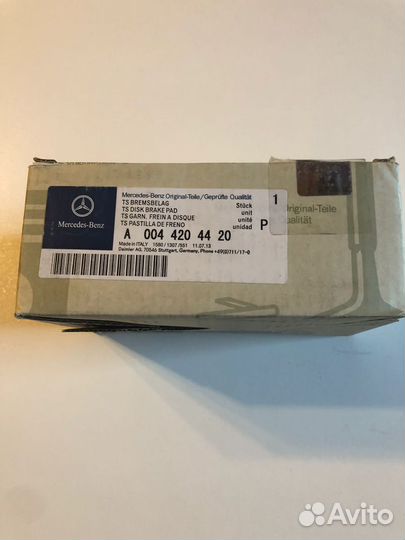 Mercedes-Benz Original-Teile/Geprüfte Qualität
TS BREMSBELAG Stück 1
TS DISK BRAKE PAD unit
TS GARN. FREIN A DISQUE unité
TS PASTILLA DE FRENO unidad P
A 004 420 44 20
Made in ITALY 1580 / 1307/551 11.07.13
Daimler AG, 70546 Stuttgart, Germany, Phone +49(0)711/17-0
Mercedes-Benz
Original-Teile
Qualität
Avito